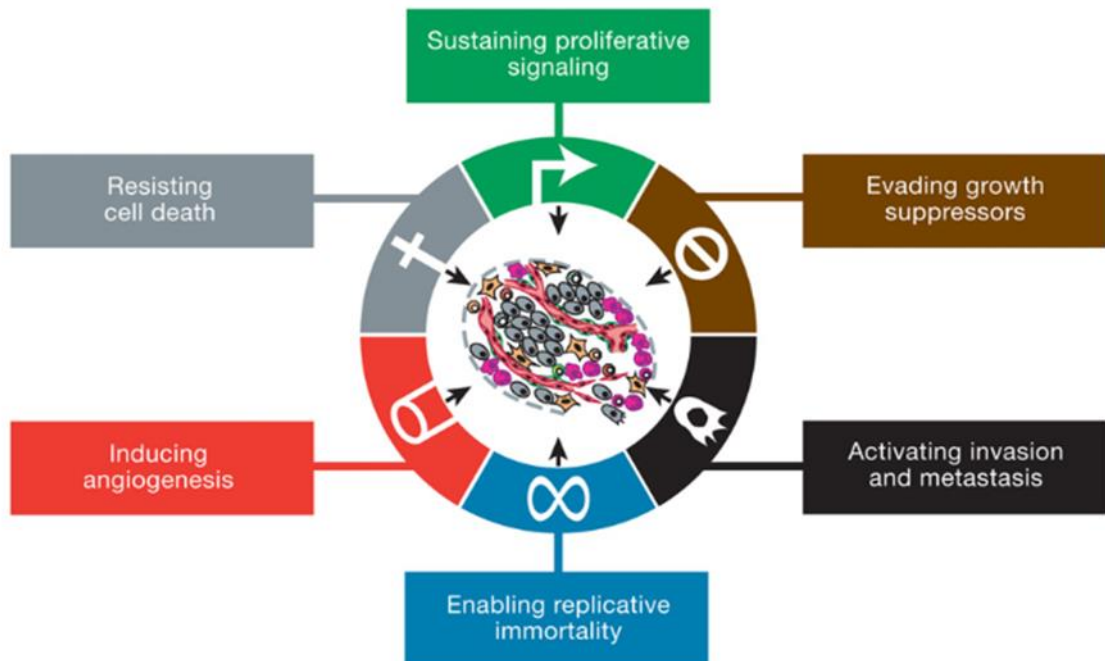 Sustaining proliferative
signaling
Resisting
cell death
Evading growth
suppressors
Inducing
angiogenesis
Activating invasion
and metastasis
Enabling replicative
immortality